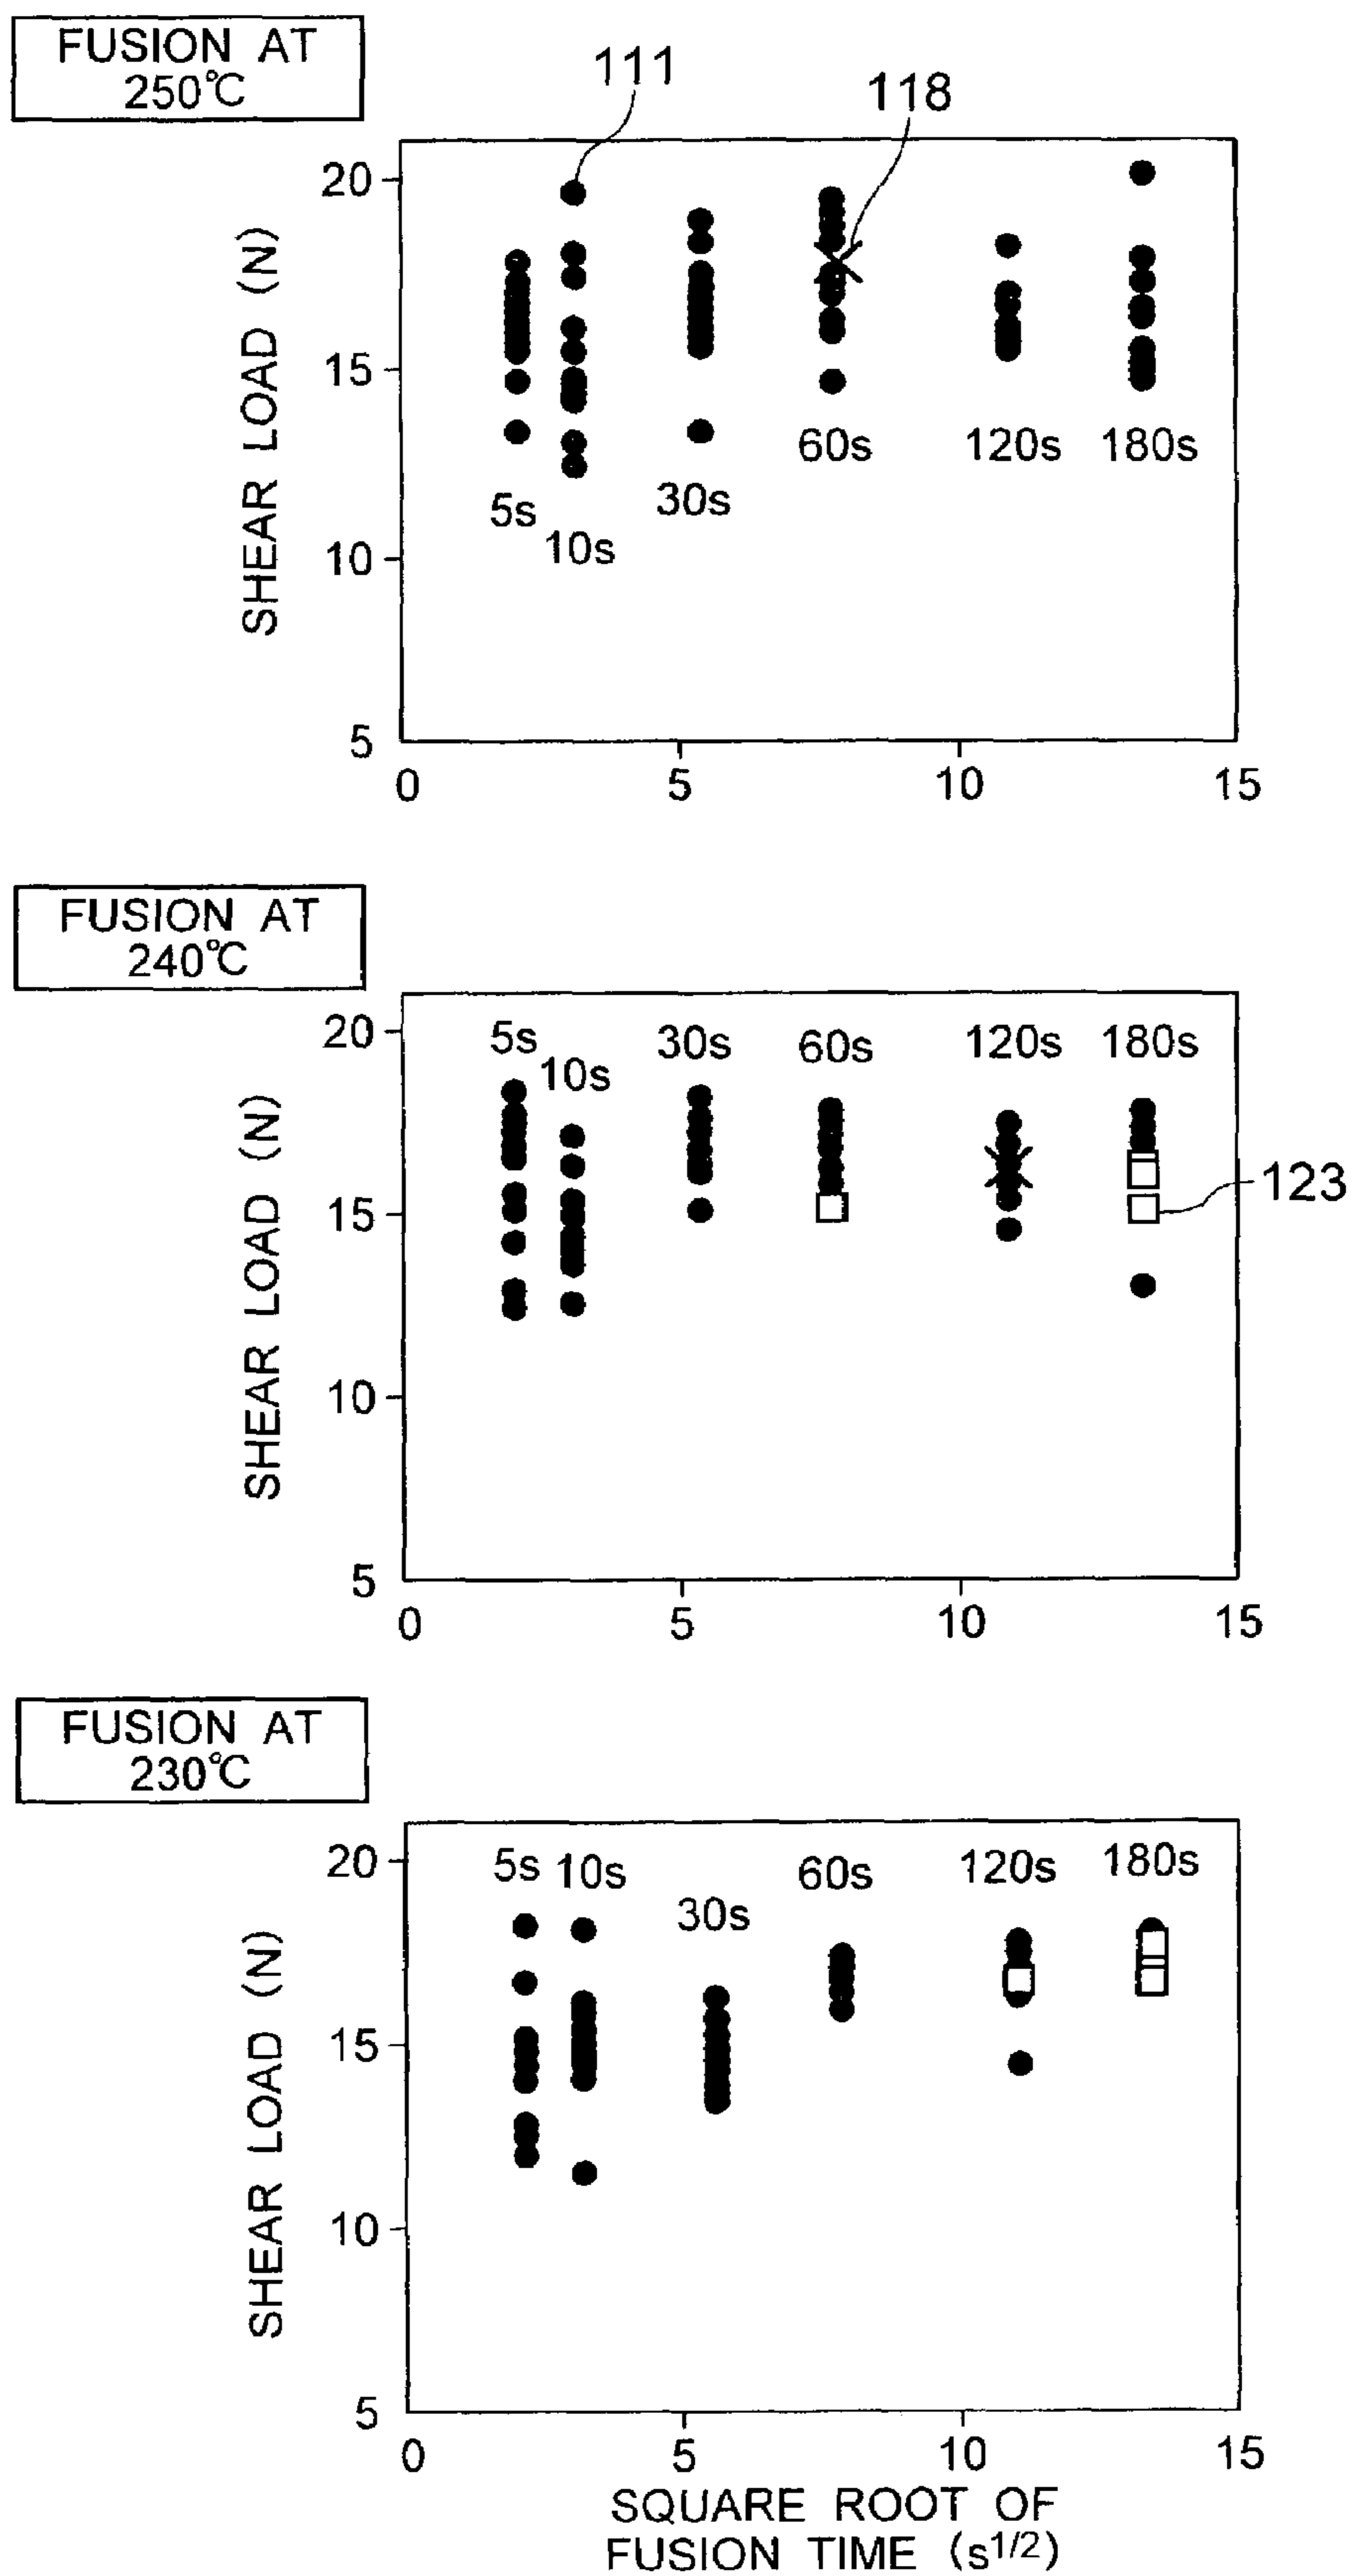 FUSION AT
250℃
111
118
20
15
10
5
SHEAR LOAD (N)
5s
10s
30s
60s
120s
180s
0
5
10
15
FUSION AT
240℃
20
15
10
5
SHEAR LOAD (N)
5s
10s
30s
60s
120s
180s
123
0
5
10
15
FUSION AT
230℃
20
15
10
5
SHEAR LOAD (N)
5s
10s
30s
60s
120s
180s
0
5
10
15
SQUARE ROOT OF
FUSION TIME (s1/2)